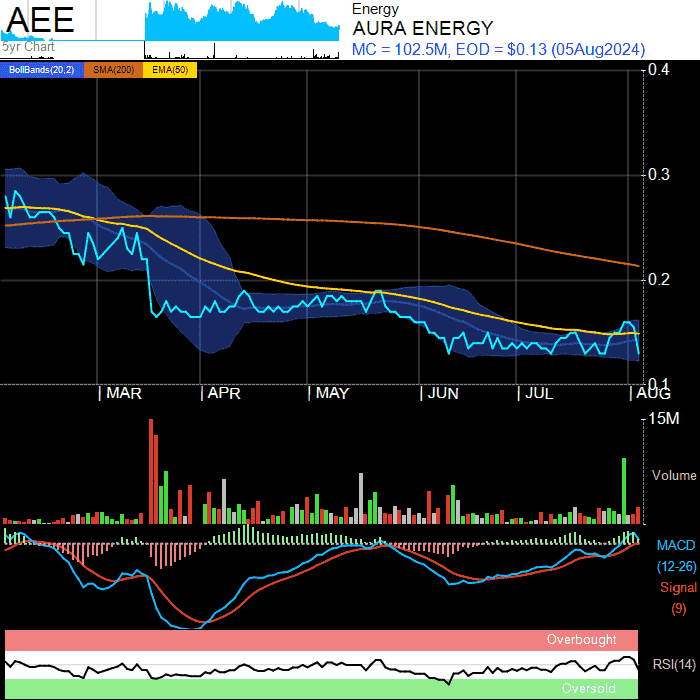 AEE
5yr Chart
Energy
AURA ENERGY
MC = 102.5M, EOD = $0.13 (05Aug2024)
BollBands(20,2) SMA(200) EMA(50)
0.4
0.3
0.2
0.1
| MAR | APR | MAY | JUN | JUL | AUG
15M
Volume
MACD
(12-26)
Signal
(9)
Overbought
RSI(14)
Oversold